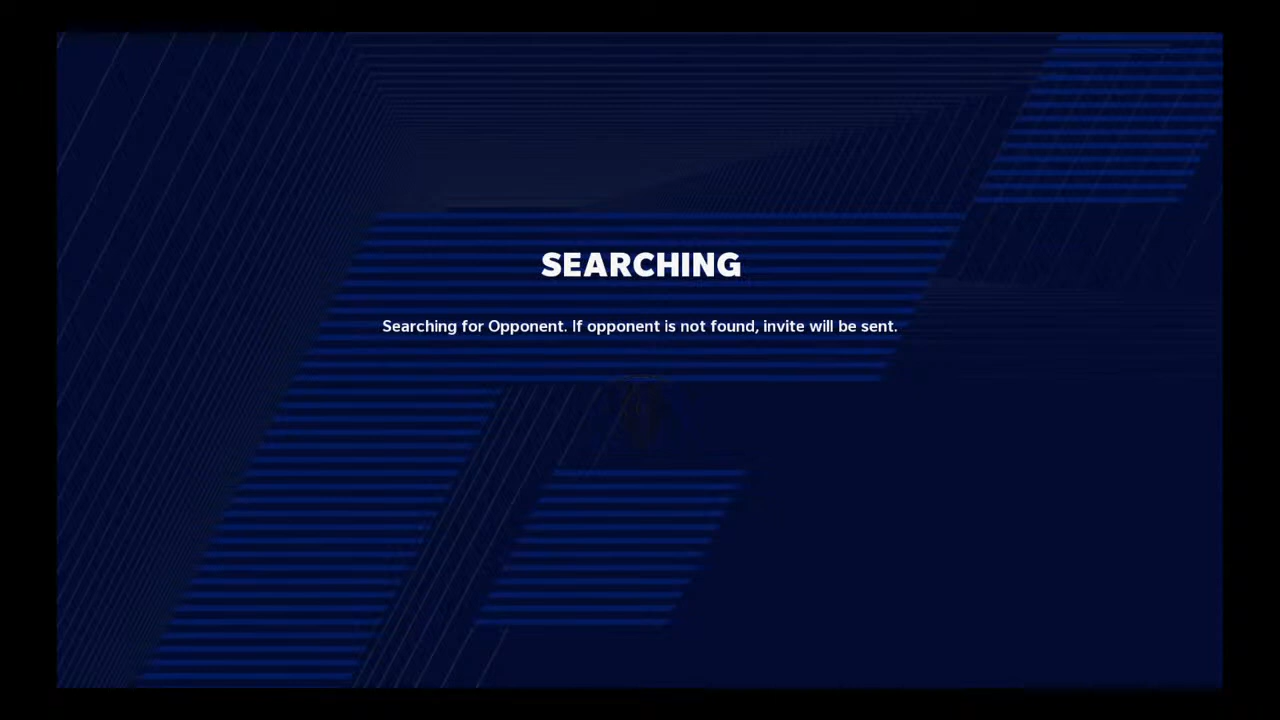 SEARCHING
Searching for Opponent. If opponent is not found, invite will be sent.